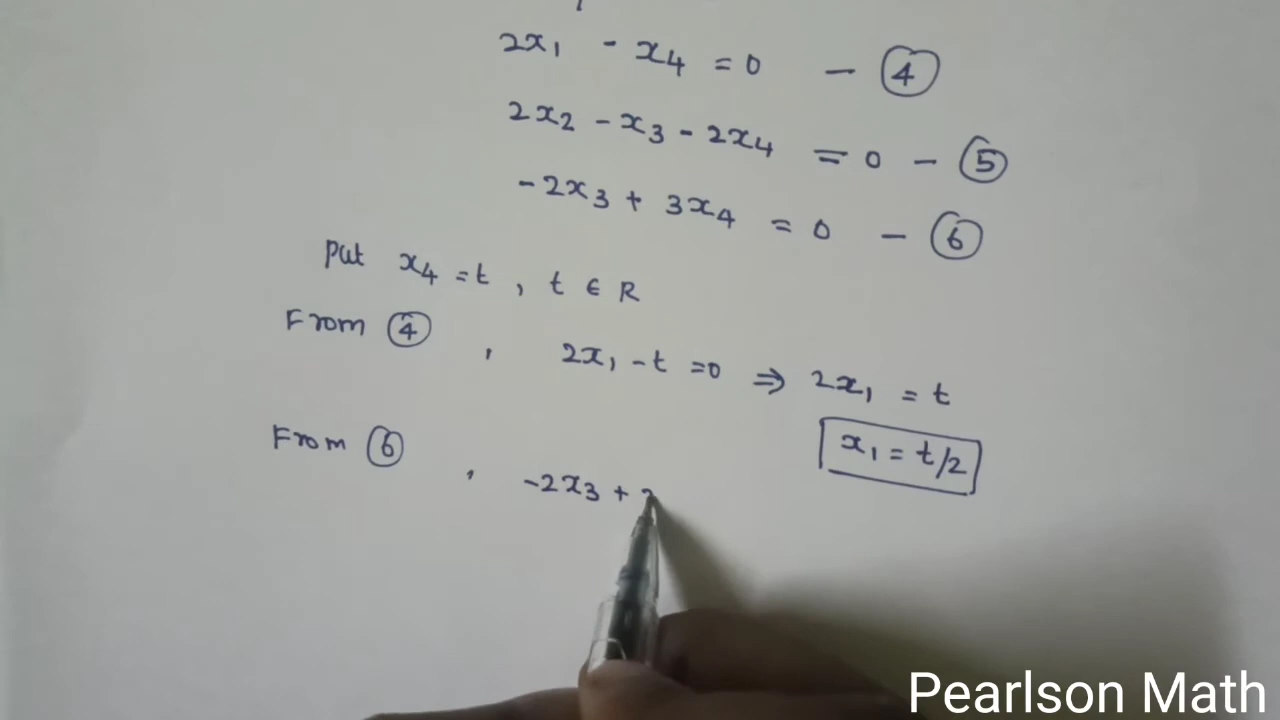 2x₁ - x₄ = 0 - ④
2x₂ - x₃ - 2x₄ = 0 - ⑤
-2x₃ + 3x₄ = 0 - ⑥
Put x₄ = t , t ∈ R
From ④ , 2x₁ - t = 0 ⇒ 2x₁ = t
x₁ = t/2
From ⑥ , -2x₃ +
Pearlson Math